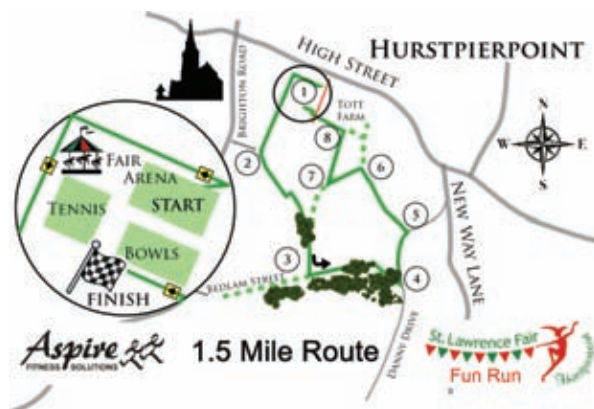 HURSTPIERPOINT
HIGH STREET
BRIGHTON ROAD
TOTT
FARM
1
8
2
6
7
5
3
4
N
W E
S
FAIR
ARENA
START
TENNIS
BOWLS
FINISH
BEDLAM STREET
NEW WAY LANE
DANNY DRIVE
Aspire
FITNESS SOLUTIONS
1.5 Mile Route
St. Lawrence Fair
Fun Run
Hurstpierpoint